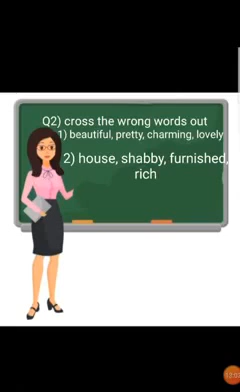 Q2) cross the wrong words out
1) beautiful, pretty, charming, lovely
2) house, shabby, furnished,
rich